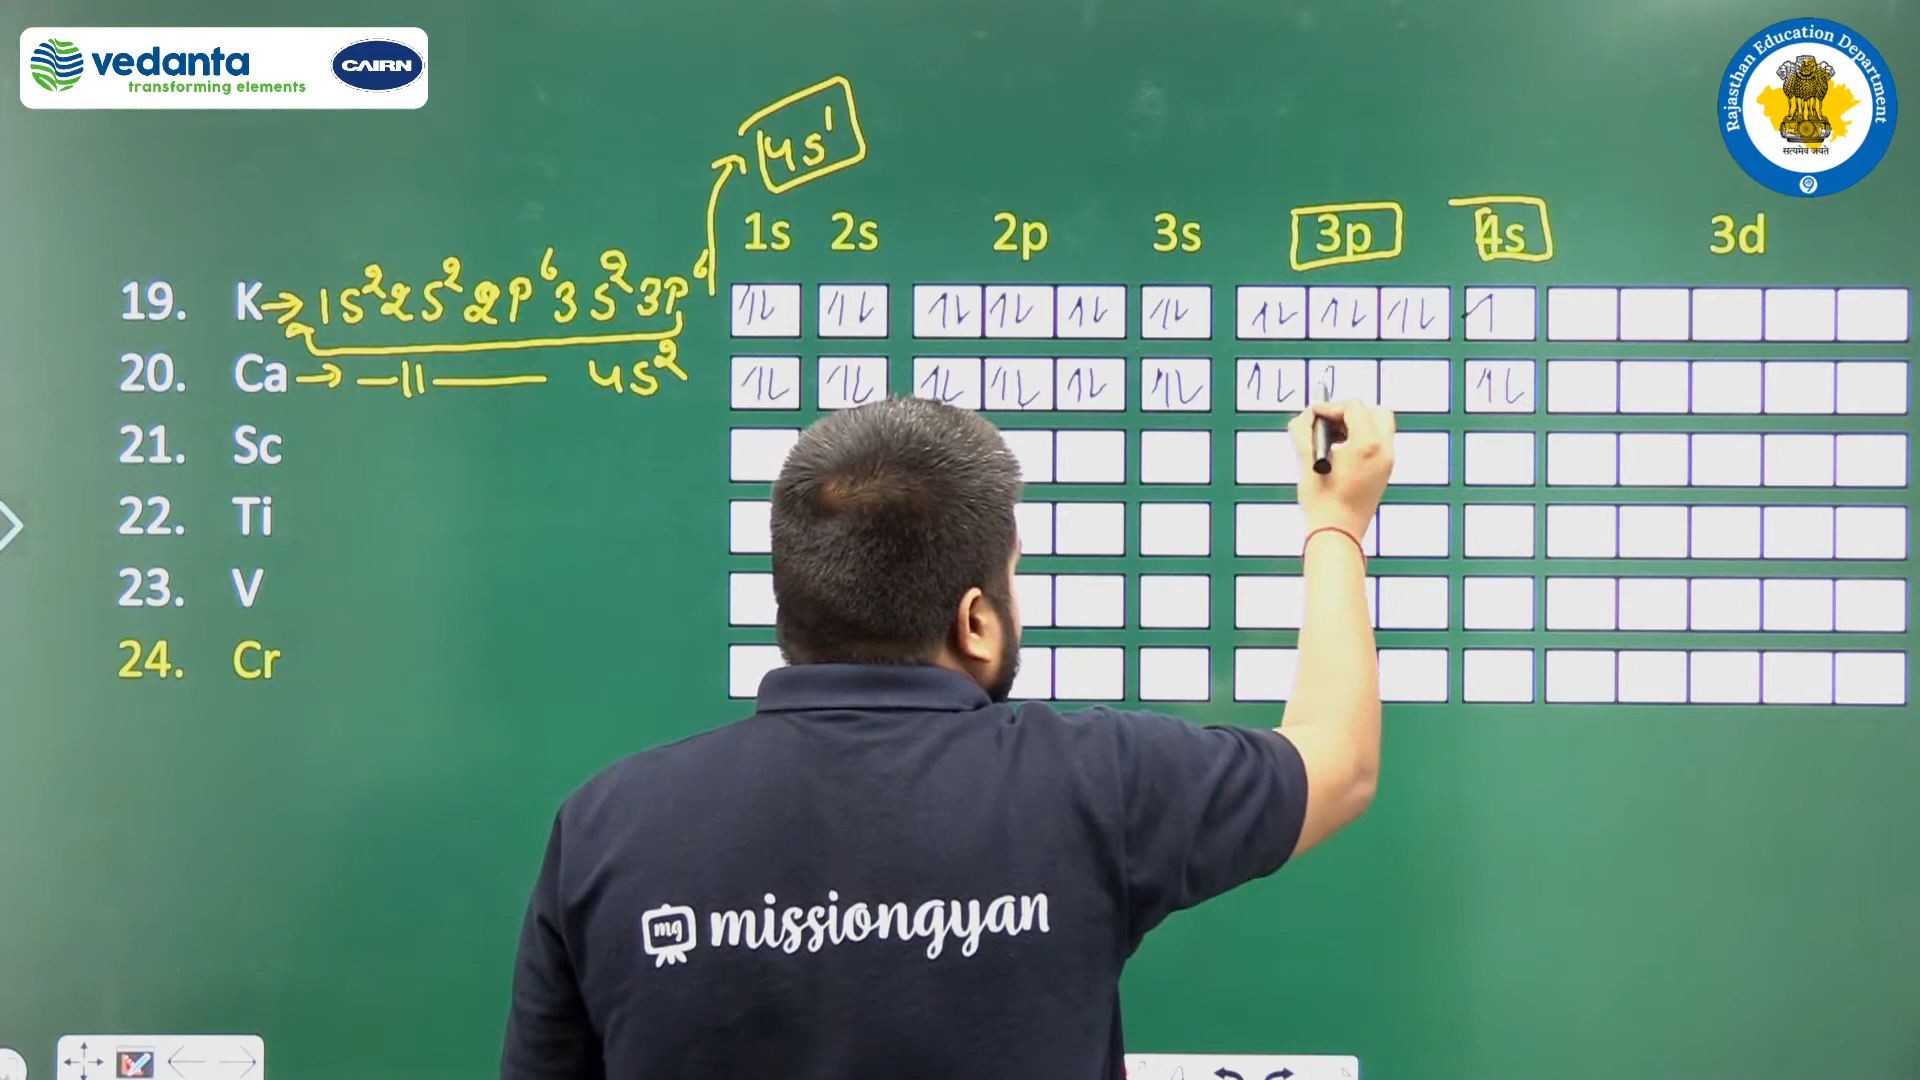 vedanta
transforming elements
CAIRN
Rajasthan Education Department
सत्यमेव जयते
4s¹
1s 2s 2p 3s 3p 4s 3d
19. K → 1s² 2s² 2p⁶ 3s² 3p⁶
20. Ca → —||— 4s²
21. Sc
22. Ti
23. V
24. Cr
mg missiongyan